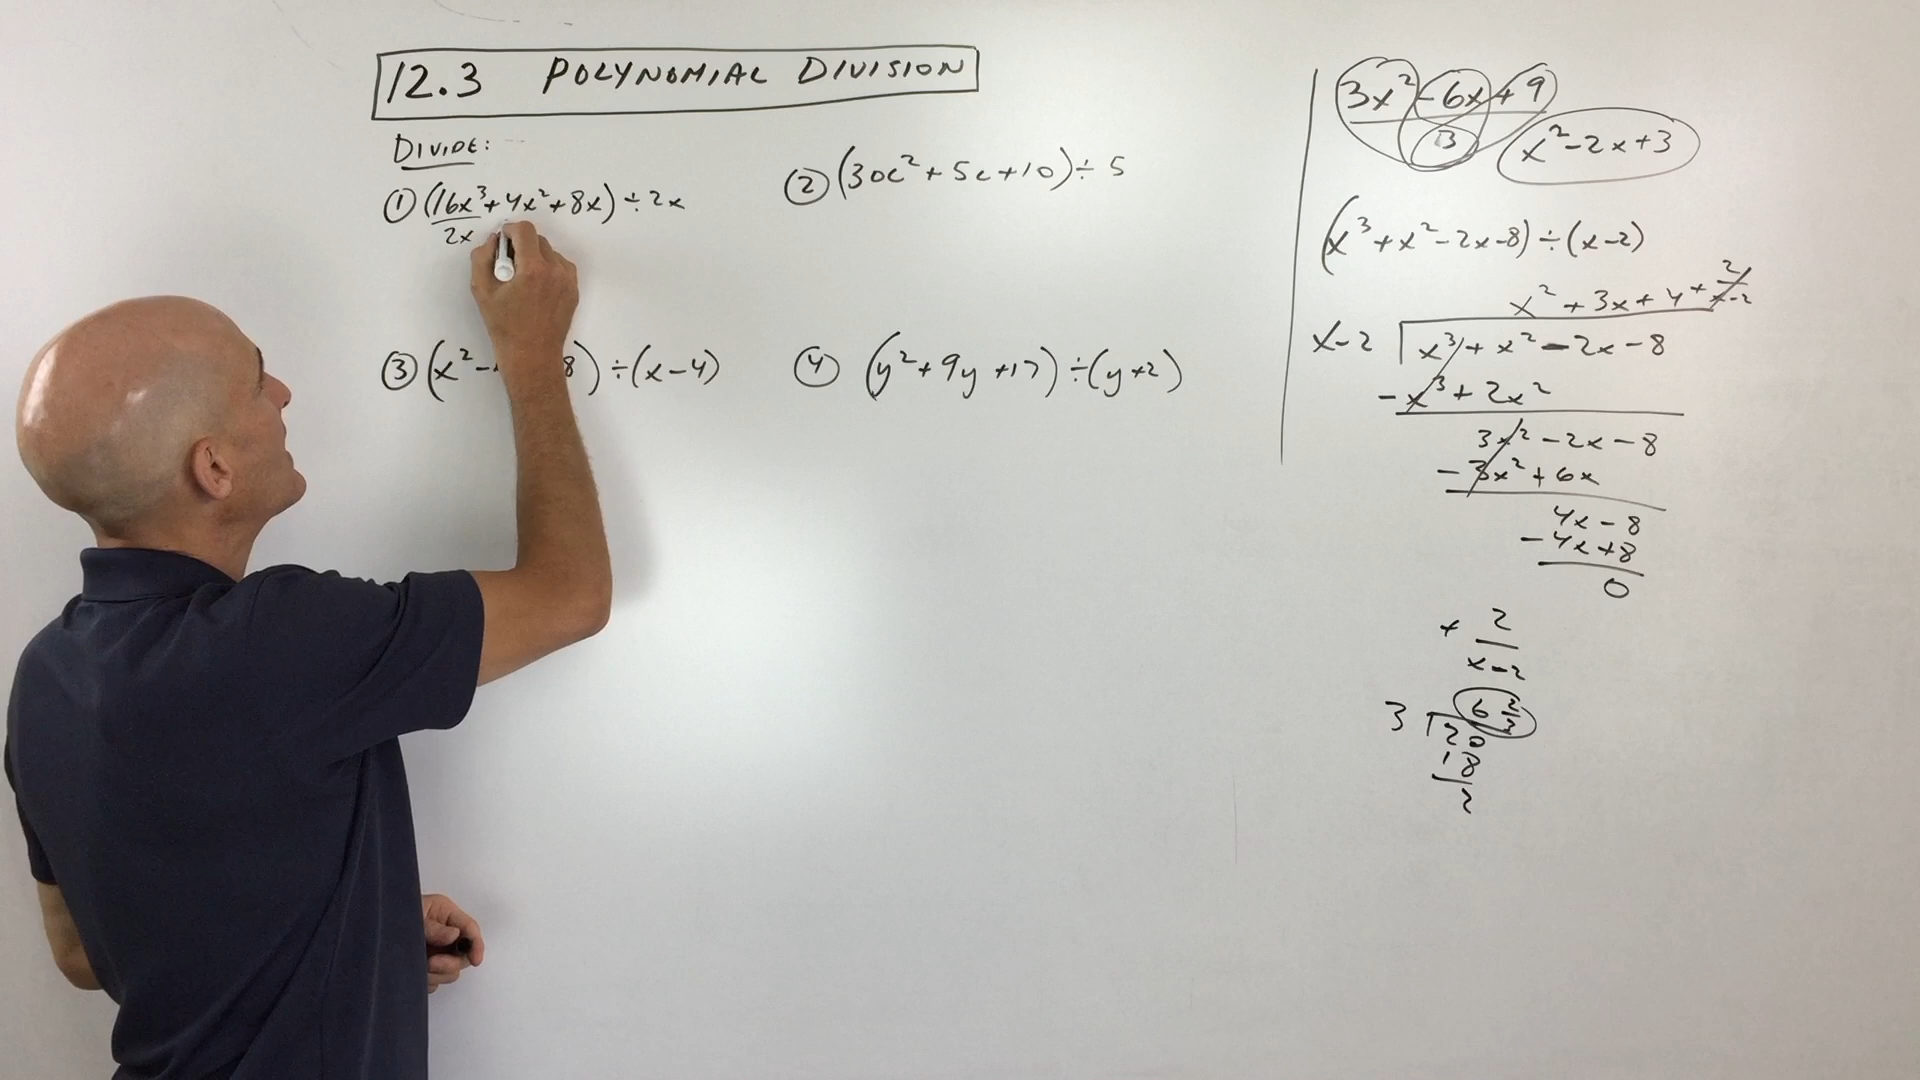 12.3 POLYNOMIAL DIVISION
DIVIDE:
① (16x³+4x²+8x)÷2x
2x
② (30c²+5c+10)÷5
③ (x²- 8)÷(x-4)
④ (y²+9y+17)÷(y+2)
3x²-6x+9
3
x²-2x+3
(x³+x²-2x-8)÷(x-2)
x²+3x+4+2/x-2
x-2 x³+x²-2x-8
-x³+2x²
3x²-2x-8
-3x²+6x
4x-8
-4x+8
0
+ 2
x-2
6 2/3
3 20
-18
2